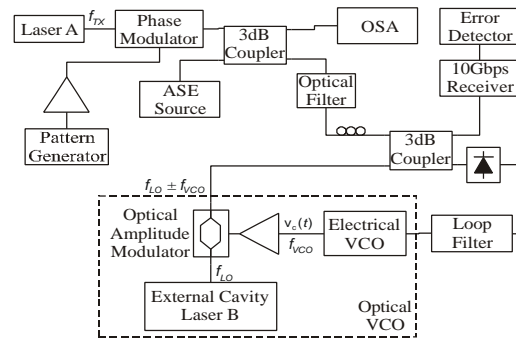 Laser A
f_TX
Phase
Modulator
3dB
Coupler
OSA
Error
Detector
ASE
Source
Optical
Filter
10Gbps
Receiver
Pattern
Generator
3dB
Coupler
f_LO ± f_VCO
Optical
Amplitude
Modulator
v_c(t)
f_VCO
Electrical
VCO
Loop
Filter
f_LO
External Cavity
Laser B
Optical
VCO